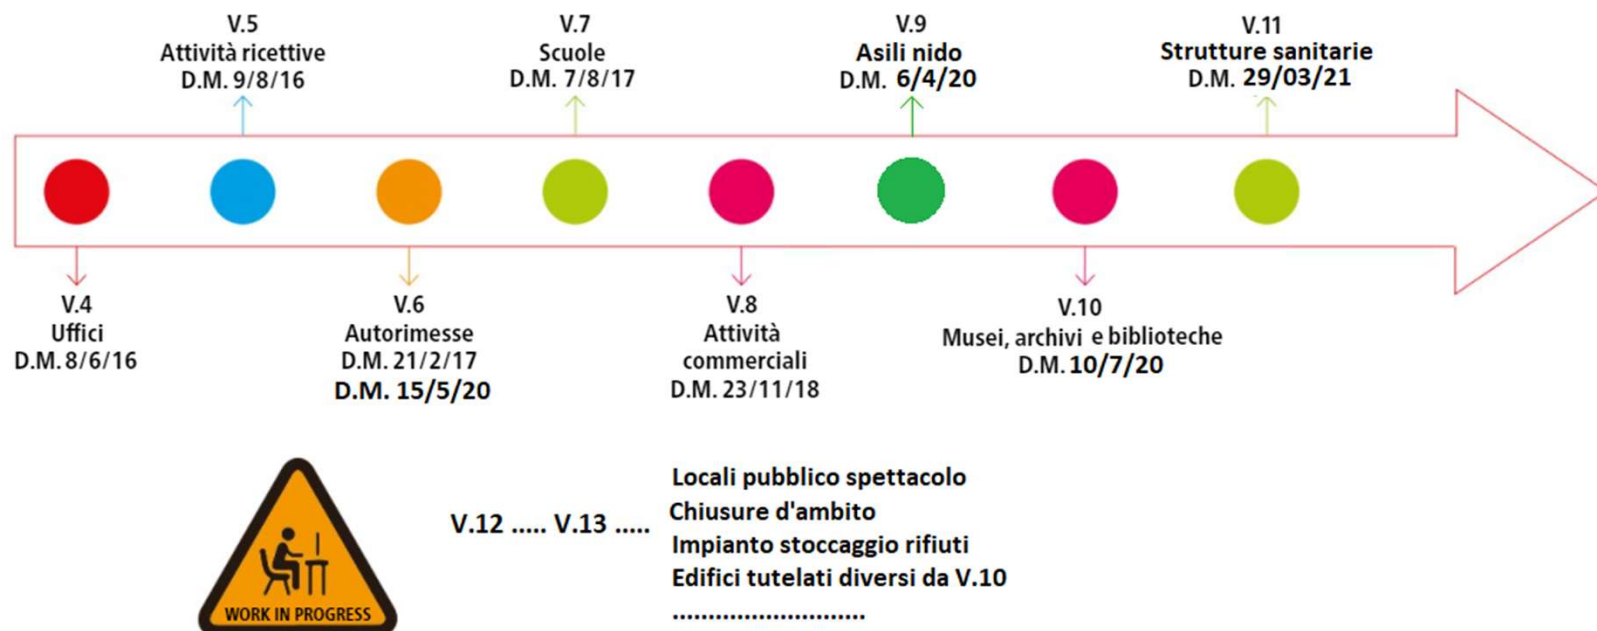 V.5
Attività ricettive
D.M. 9/8/16
V.7
Scuole
D.M. 7/8/17
V.9
Asili nido
D.M. 6/4/20
V.11
Strutture sanitarie
D.M. 29/03/21
V.4
Uffici
D.M. 8/6/16
V.6
Autorimesse
D.M. 21/2/17
D.M. 15/5/20
V.8
Attività
commerciali
D.M. 23/11/18
V.10
Musei, archivi e biblioteche
D.M. 10/7/20
WORK IN PROGRESS
V.12 ..... V.13 .....
Locali pubblico spettacolo
Chiusure d'ambito
Impianto stoccaggio rifiuti
Edifici tutelati diversi da V.10
..........................